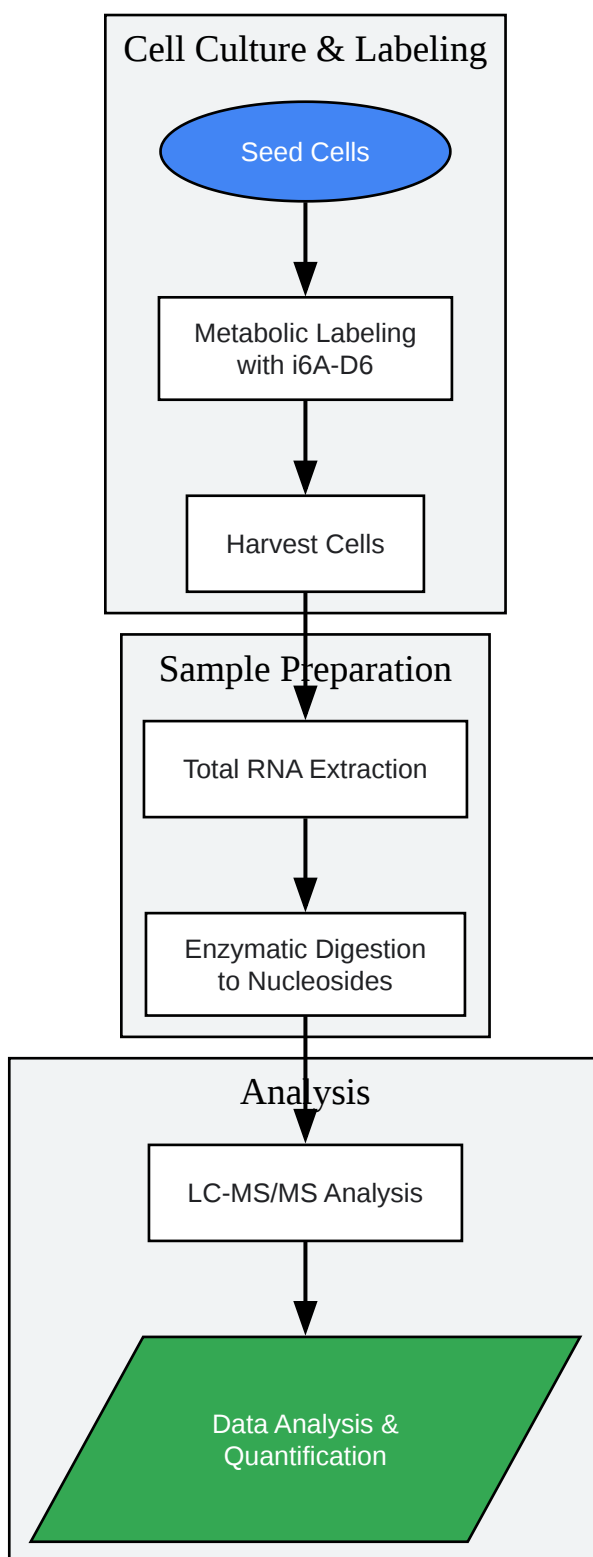 Cell Culture & Labeling
Seed Cells
Metabolic Labeling
with i6A-D6
Harvest Cells
Sample Preparation
Total RNA Extraction
Enzymatic Digestion
to Nucleosides
Analysis
LC-MS/MS Analysis
Data Analysis &
Quantification